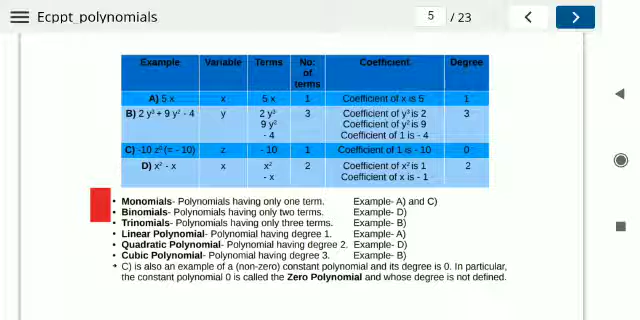 Ecppt_polynomials
5 / 23
Example Variable Terms No: of terms Coefficient Degree
A) 5 x x 5 x 1 Coefficient of x is 5 1
B) 2 y³ + 9 y² - 4 y 2 y³ 3 Coefficient of y³ is 2 3
9 y² Coefficient of y² is 9
- 4 Coefficient of 1 is - 4
C) -10 z⁰ (= - 10) z - 10 1 Coefficient of 1 is - 10 0
D) x² - x x x² 2 Coefficient of x² is 1 2
- x Coefficient of x is - 1
• Monomials- Polynomials having only one term. Example- A) and C)
• Binomials- Polynomials having only two terms. Example- D)
• Trinomials- Polynomials having only three terms. Example- B)
• Linear Polynomial- Polynomial having degree 1. Example- A)
• Quadratic Polynomial- Polynomial having degree 2. Example- D)
• Cubic Polynomial- Polynomial having degree 3. Example- B)
C) is also an example of a (non-zero) constant polynomial and its degree is 0. In particular,
the constant polynomial 0 is called the Zero Polynomial and whose degree is not defined.